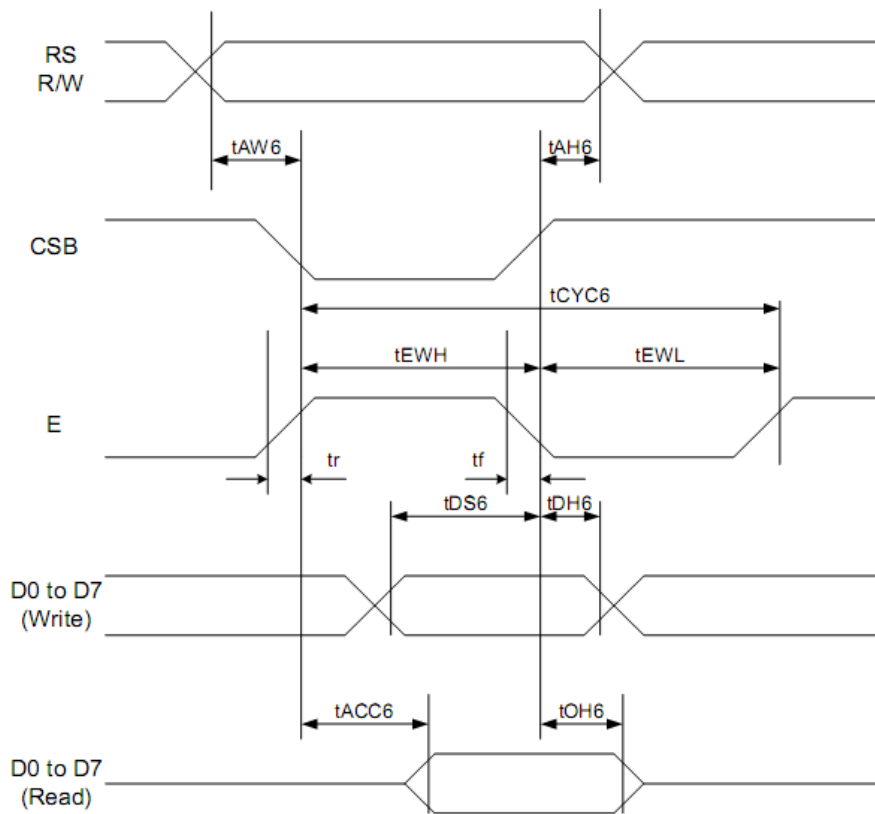 RS
R/W
tAW6
tAH6
CSB
tCYC6
tEWH
tEWL
E
tr
tf
tDS6
tDH6
D0 to D7
(Write)
tACC6
tOH6
D0 to D7
(Read)